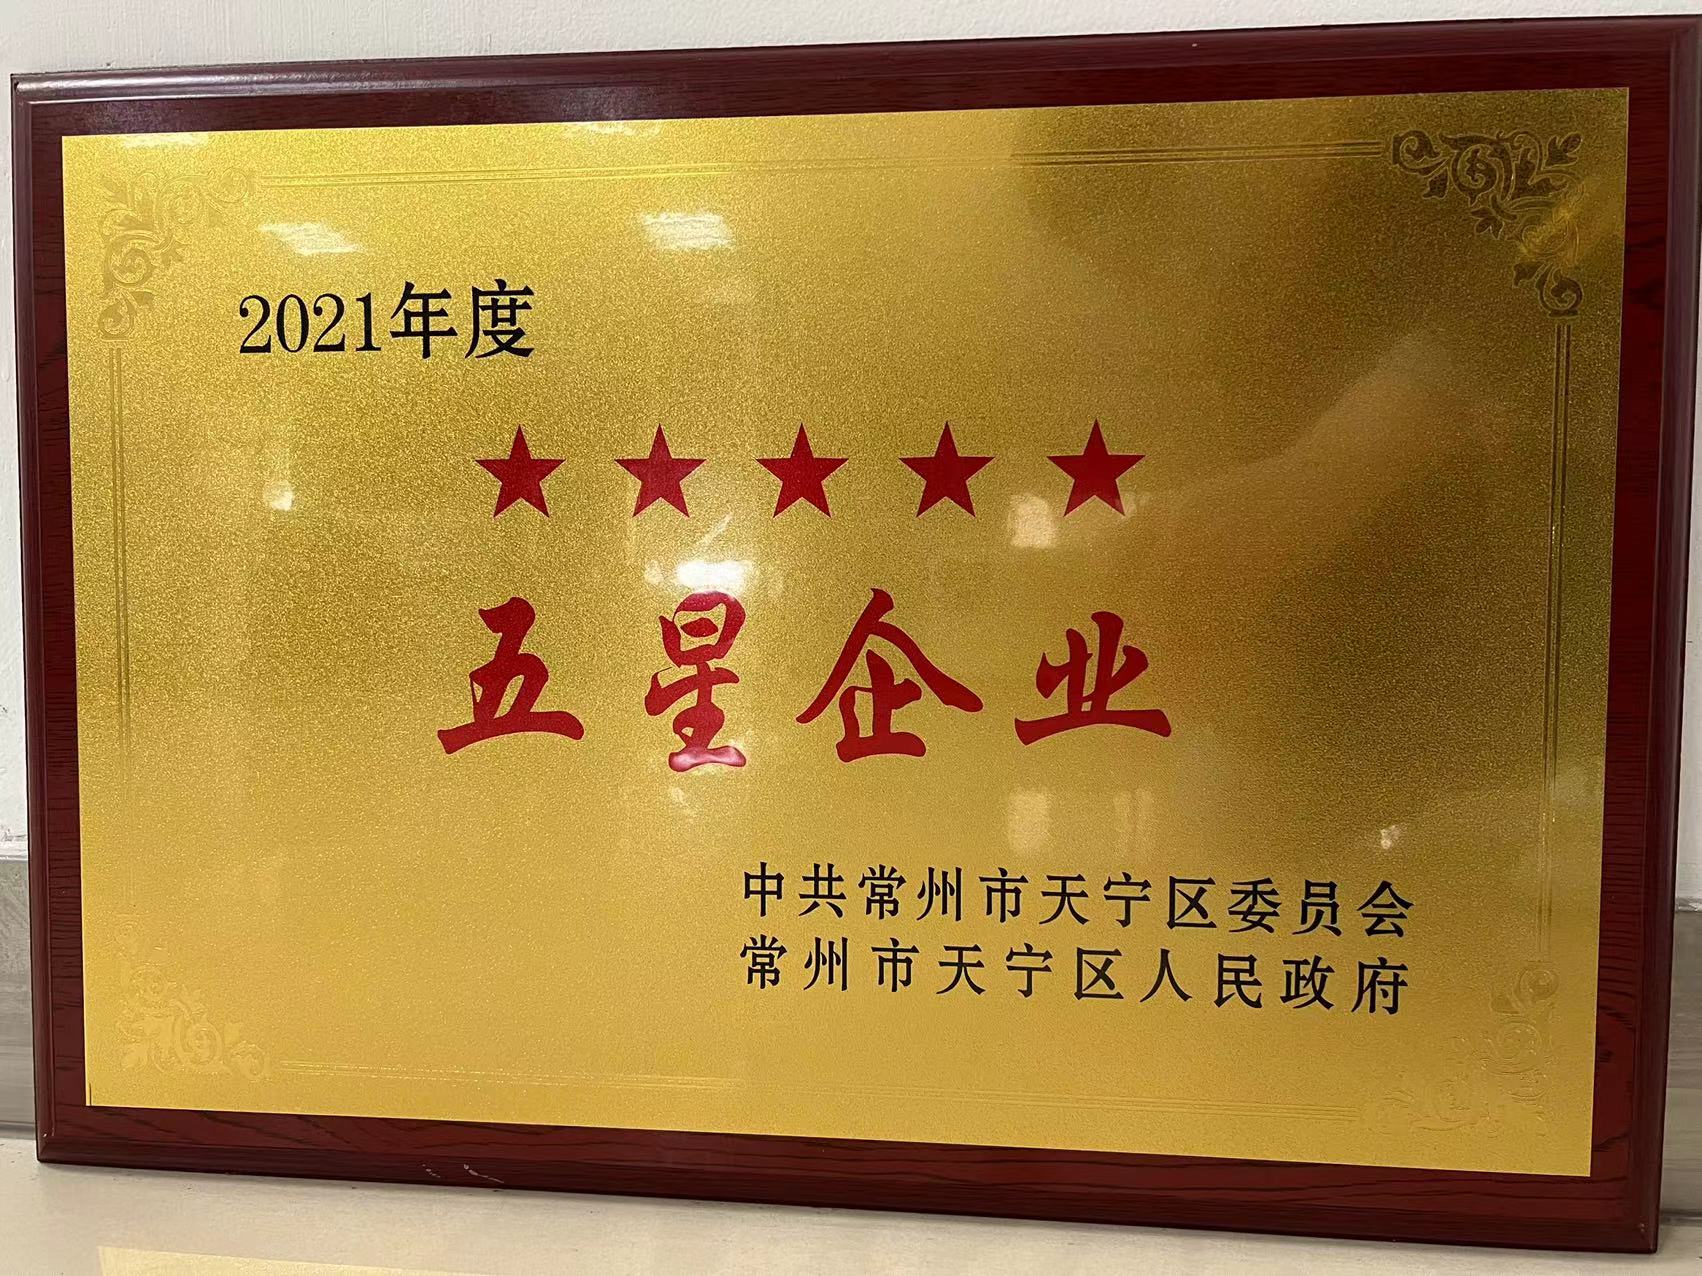 2021年度
五星企业
中共常州市天宁区委员会
常州市天宁区人民政府